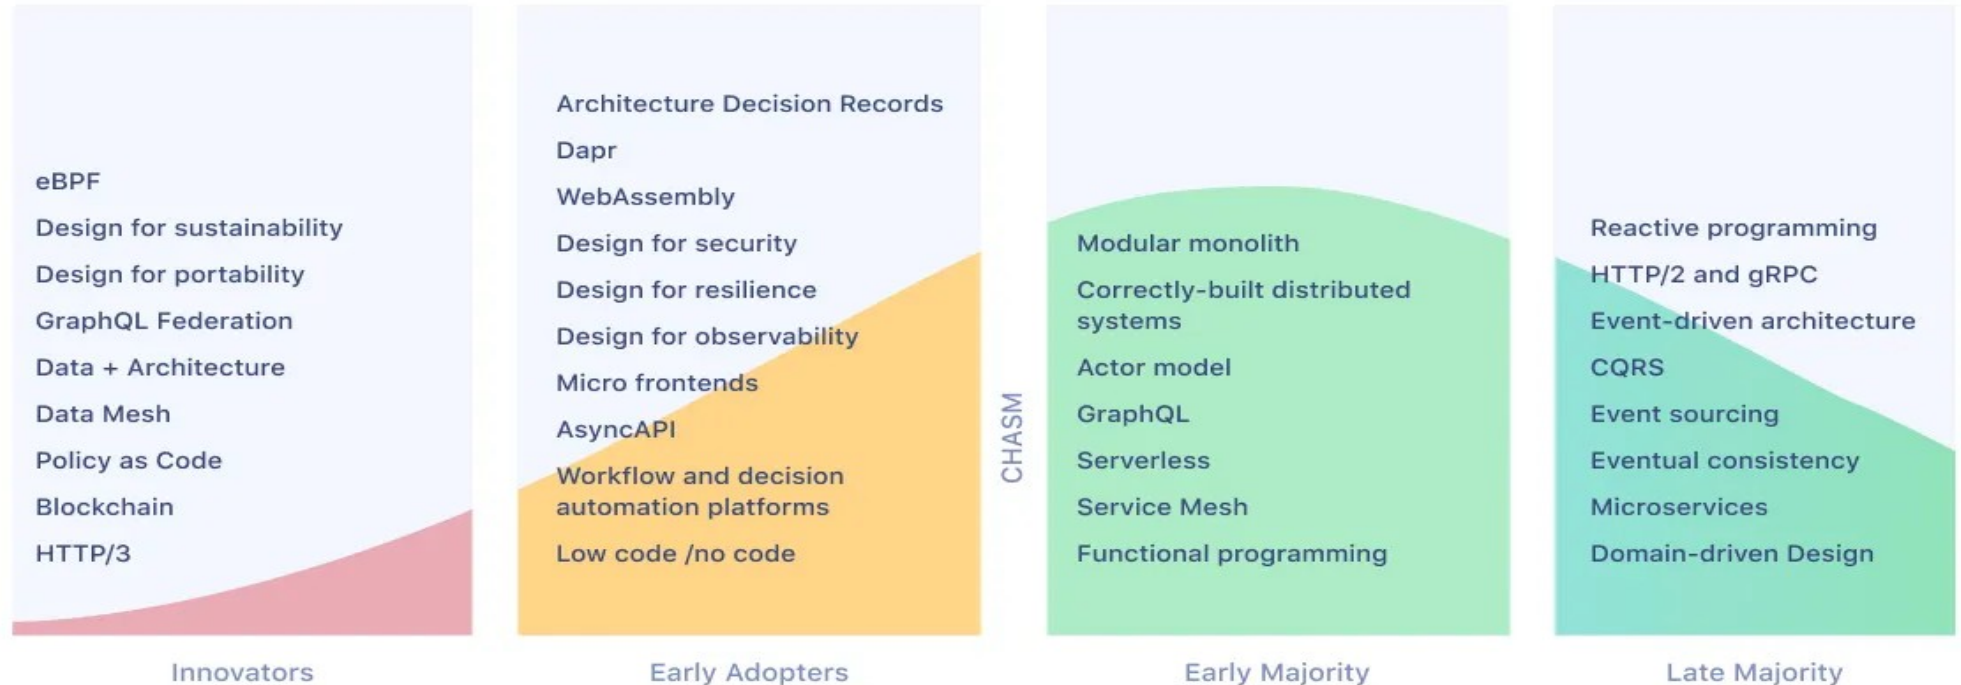 eBPF
Design for sustainability
Design for portability
GraphQL Federation
Data + Architecture
Data Mesh
Policy as Code
Blockchain
HTTP/3
Innovators
Architecture Decision Records
Dapr
WebAssembly
Design for security
Design for resilience
Design for observability
Micro frontends
AsyncAPI
Workflow and decision
automation platforms
Low code /no code
Early Adopters
CHASM
Modular monolith
Correctly-built distributed
systems
Actor model
GraphQL
Serverless
Service Mesh
Functional programming
Early Majority
Reactive programming
HTTP/2 and gRPC
Event-driven architecture
CQRS
Event sourcing
Eventual consistency
Microservices
Domain-driven Design
Late Majority